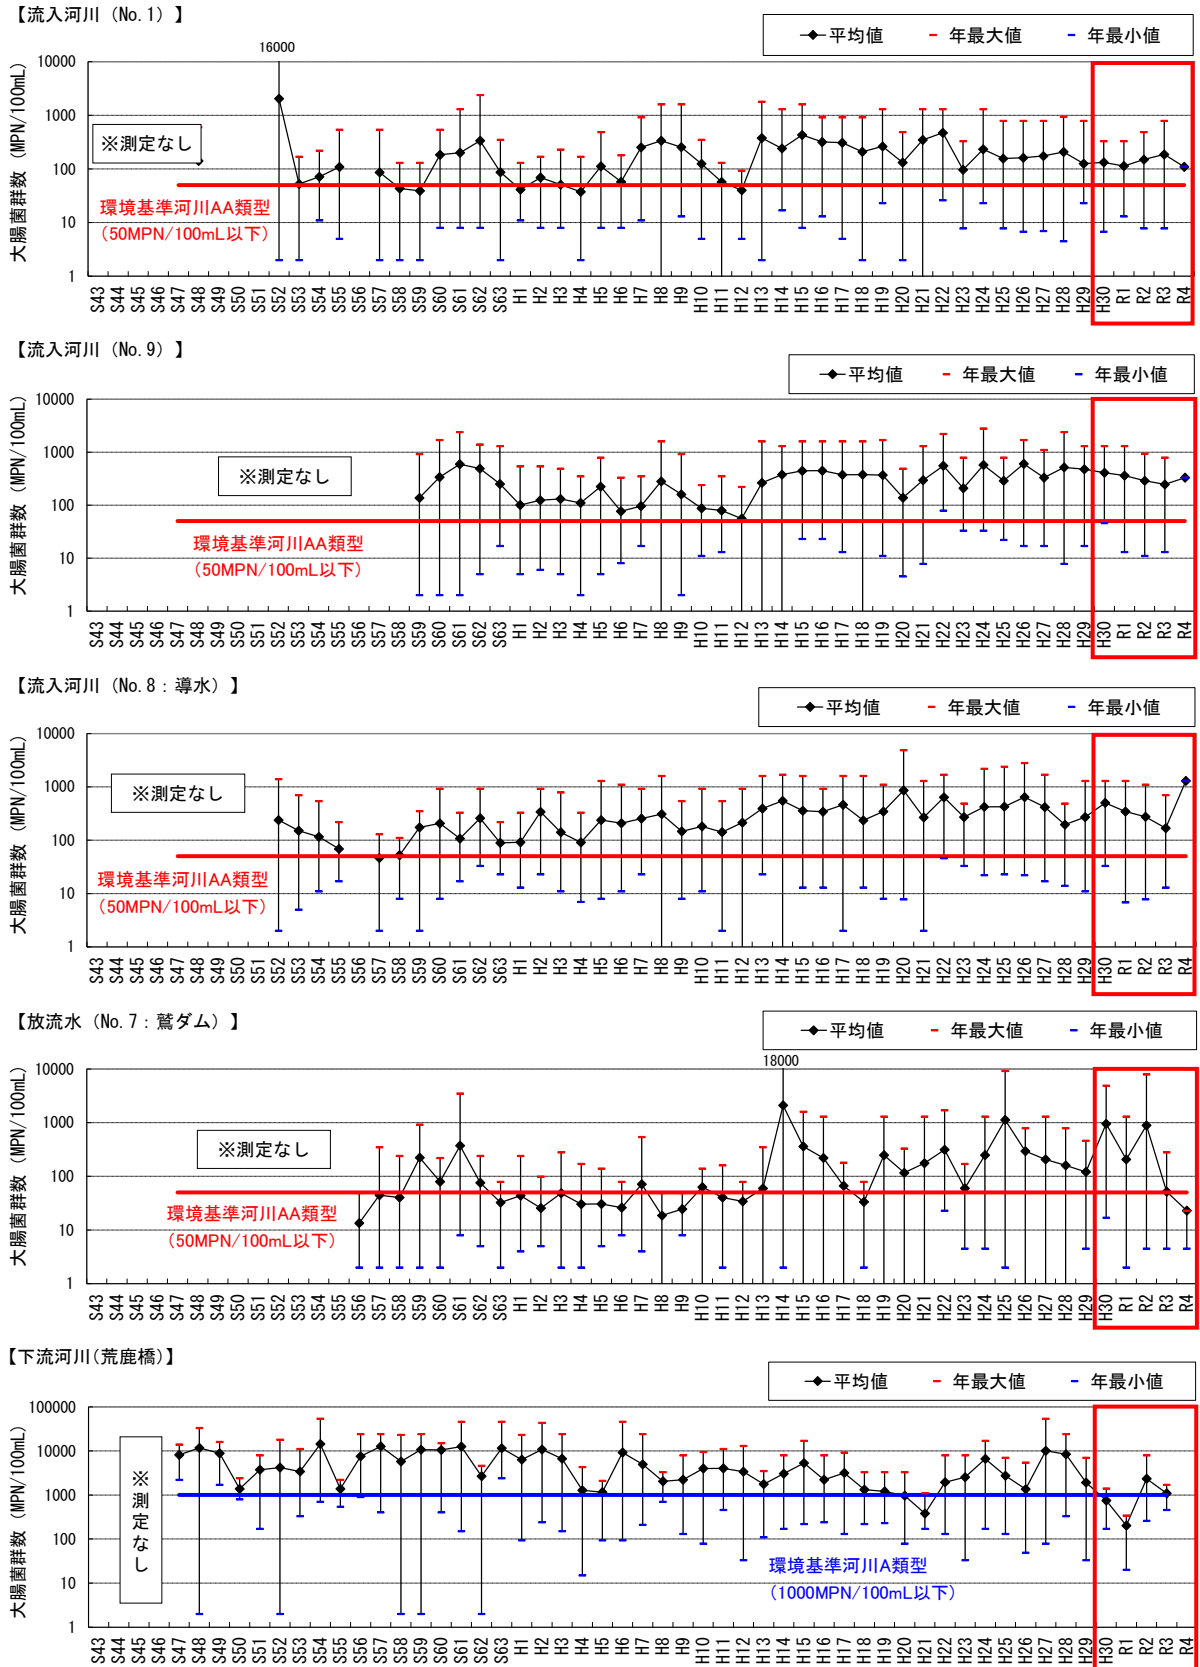 【流入河川（No.1）】
平均値 年最大値 年最小値
16000
大腸菌群数（MPN/100mL）
10000
1000
100
10
1
※測定なし
環境基準河川AA類型
（50MPN/100mL以下）
S43 S44 S45 S46 S47 S48 S49 S50 S51 S52 S53 S54 S55 S57 S58 S59 S60 S61 S62 S63 H1 H2 H3 H4 H5 H6 H7 H8 H9 H10 H11 H12 H13 H14 H15 H16 H17 H18 H19 H20 H21 H22 H23 H24 H25 H26 H27 H28 H29 H30 R1 R2 R3 R4
【流入河川（No.9）】
平均値 年最大値 年最小値
大腸菌群数（MPN/100mL）
10000
1000
100
10
1
※測定なし
環境基準河川AA類型
（50MPN/100mL以下）
S43 S44 S45 S46 S47 S48 S49 S50 S51 S52 S53 S54 S55 S56 S57 S58 S59 S60 S61 S62 S63 H1 H2 H3 H4 H5 H6 H7 H8 H9 H10 H11 H12 H13 H14 H15 H16 H17 H18 H19 H20 H21 H22 H23 H24 H25 H26 H27 H28 H29 H30 R1 R2 R3 R4
【流入河川（No.8：導水）】
平均値 年最大値 年最小値
大腸菌群数（MPN/100mL）
10000
1000
100
10
1
※測定なし
環境基準河川AA類型
（50MPN/100mL以下）
S43 S44 S45 S46 S47 S48 S49 S50 S51 S52 S53 S54 S55 S56 S57 S58 S59 S60 S61 S62 S63 H1 H2 H3 H4 H5 H6 H7 H8 H9 H10 H11 H12 H13 H14 H15 H16 H17 H18 H19 H20 H21 H22 H23 H24 H25 H26 H27 H28 H29 H30 R1 R2 R3 R4
【放流水（No.7：鷲ダム）】
平均値 年最大値 年最小値
18000
大腸菌群数（MPN/100mL）
10000
1000
100
10
1
※測定なし
環境基準河川AA類型
（50MPN/100mL以下）
S43 S44 S45 S46 S47 S48 S49 S50 S51 S52 S53 S54 S55 S56 S57 S58 S59 S60 S61 S62 S63 H1 H2 H3 H4 H5 H6 H7 H8 H9 H10 H11 H12 H13 H14 H15 H16 H17 H18 H19 H20 H21 H22 H23 H24 H25 H26 H27 H28 H29 H30 R1 R2 R3 R4
【下流河川(荒鹿橋)】
平均値 年最大値 年最小値
大腸菌群数（MPN/100mL）
100000
10000
1000
100
10
1
※測定なし
環境基準河川A類型
（1000MPN/100mL以下）
S43 S44 S45 S46 S47 S48 S49 S50 S51 S52 S53 S54 S55 S56 S57 S58 S59 S60 S61 S62 S63 H1 H2 H3 H4 H5 H6 H7 H8 H9 H10 H11 H12 H13 H14 H15 H16 H17 H18 H19 H20 H21 H22 H23 H24 H25 H26 H27 H28 H29 H30 R1 R2 R3 R4